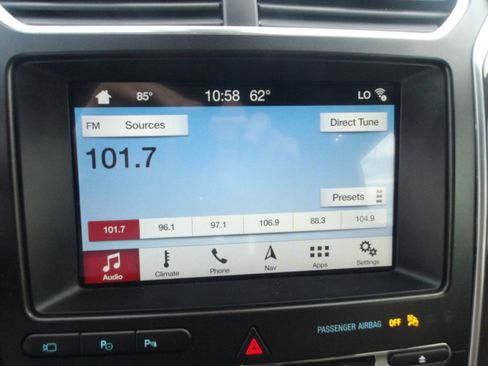 85° 10:58 62° LO
FM Sources Direct Tune
101.7
Presets
101.7 96.1 97.1 106.9 88.3 104.9
Audio Climate Phone Nav Apps Settings
PASSENGER AIRBAG OFF